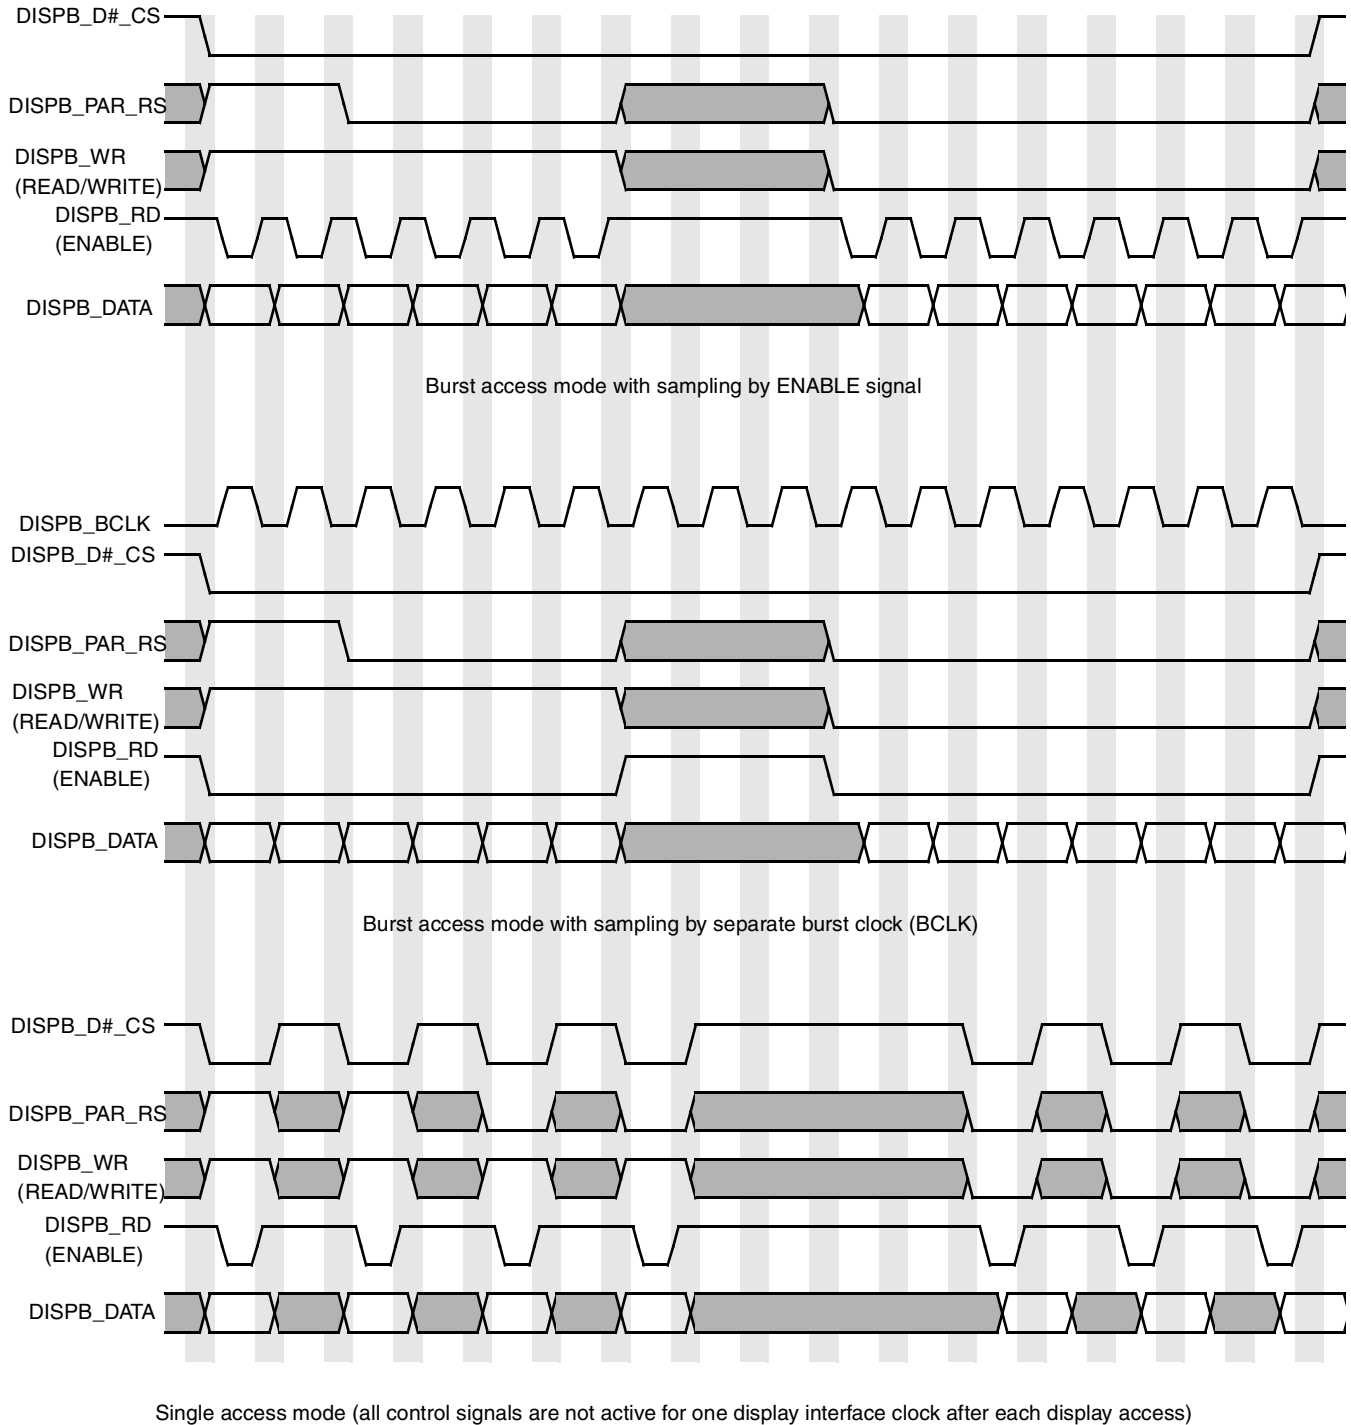 DISPB_D#_CS
DISPB_PAR_RS
DISPB_WR
(READ/WRITE)
DISPB_RD
(ENABLE)
DISPB_DATA
Burst access mode with sampling by ENABLE signal
DISPB_BCLK
DISPB_D#_CS
DISPB_PAR_RS
DISPB_WR
(READ/WRITE)
DISPB_RD
(ENABLE)
DISPB_DATA
Burst access mode with sampling by separate burst clock (BCLK)
DISPB_D#_CS
DISPB_PAR_RS
DISPB_WR
(READ/WRITE)
DISPB_RD
(ENABLE)
DISPB_DATA
Single access mode (all control signals are not active for one display interface clock after each display access)